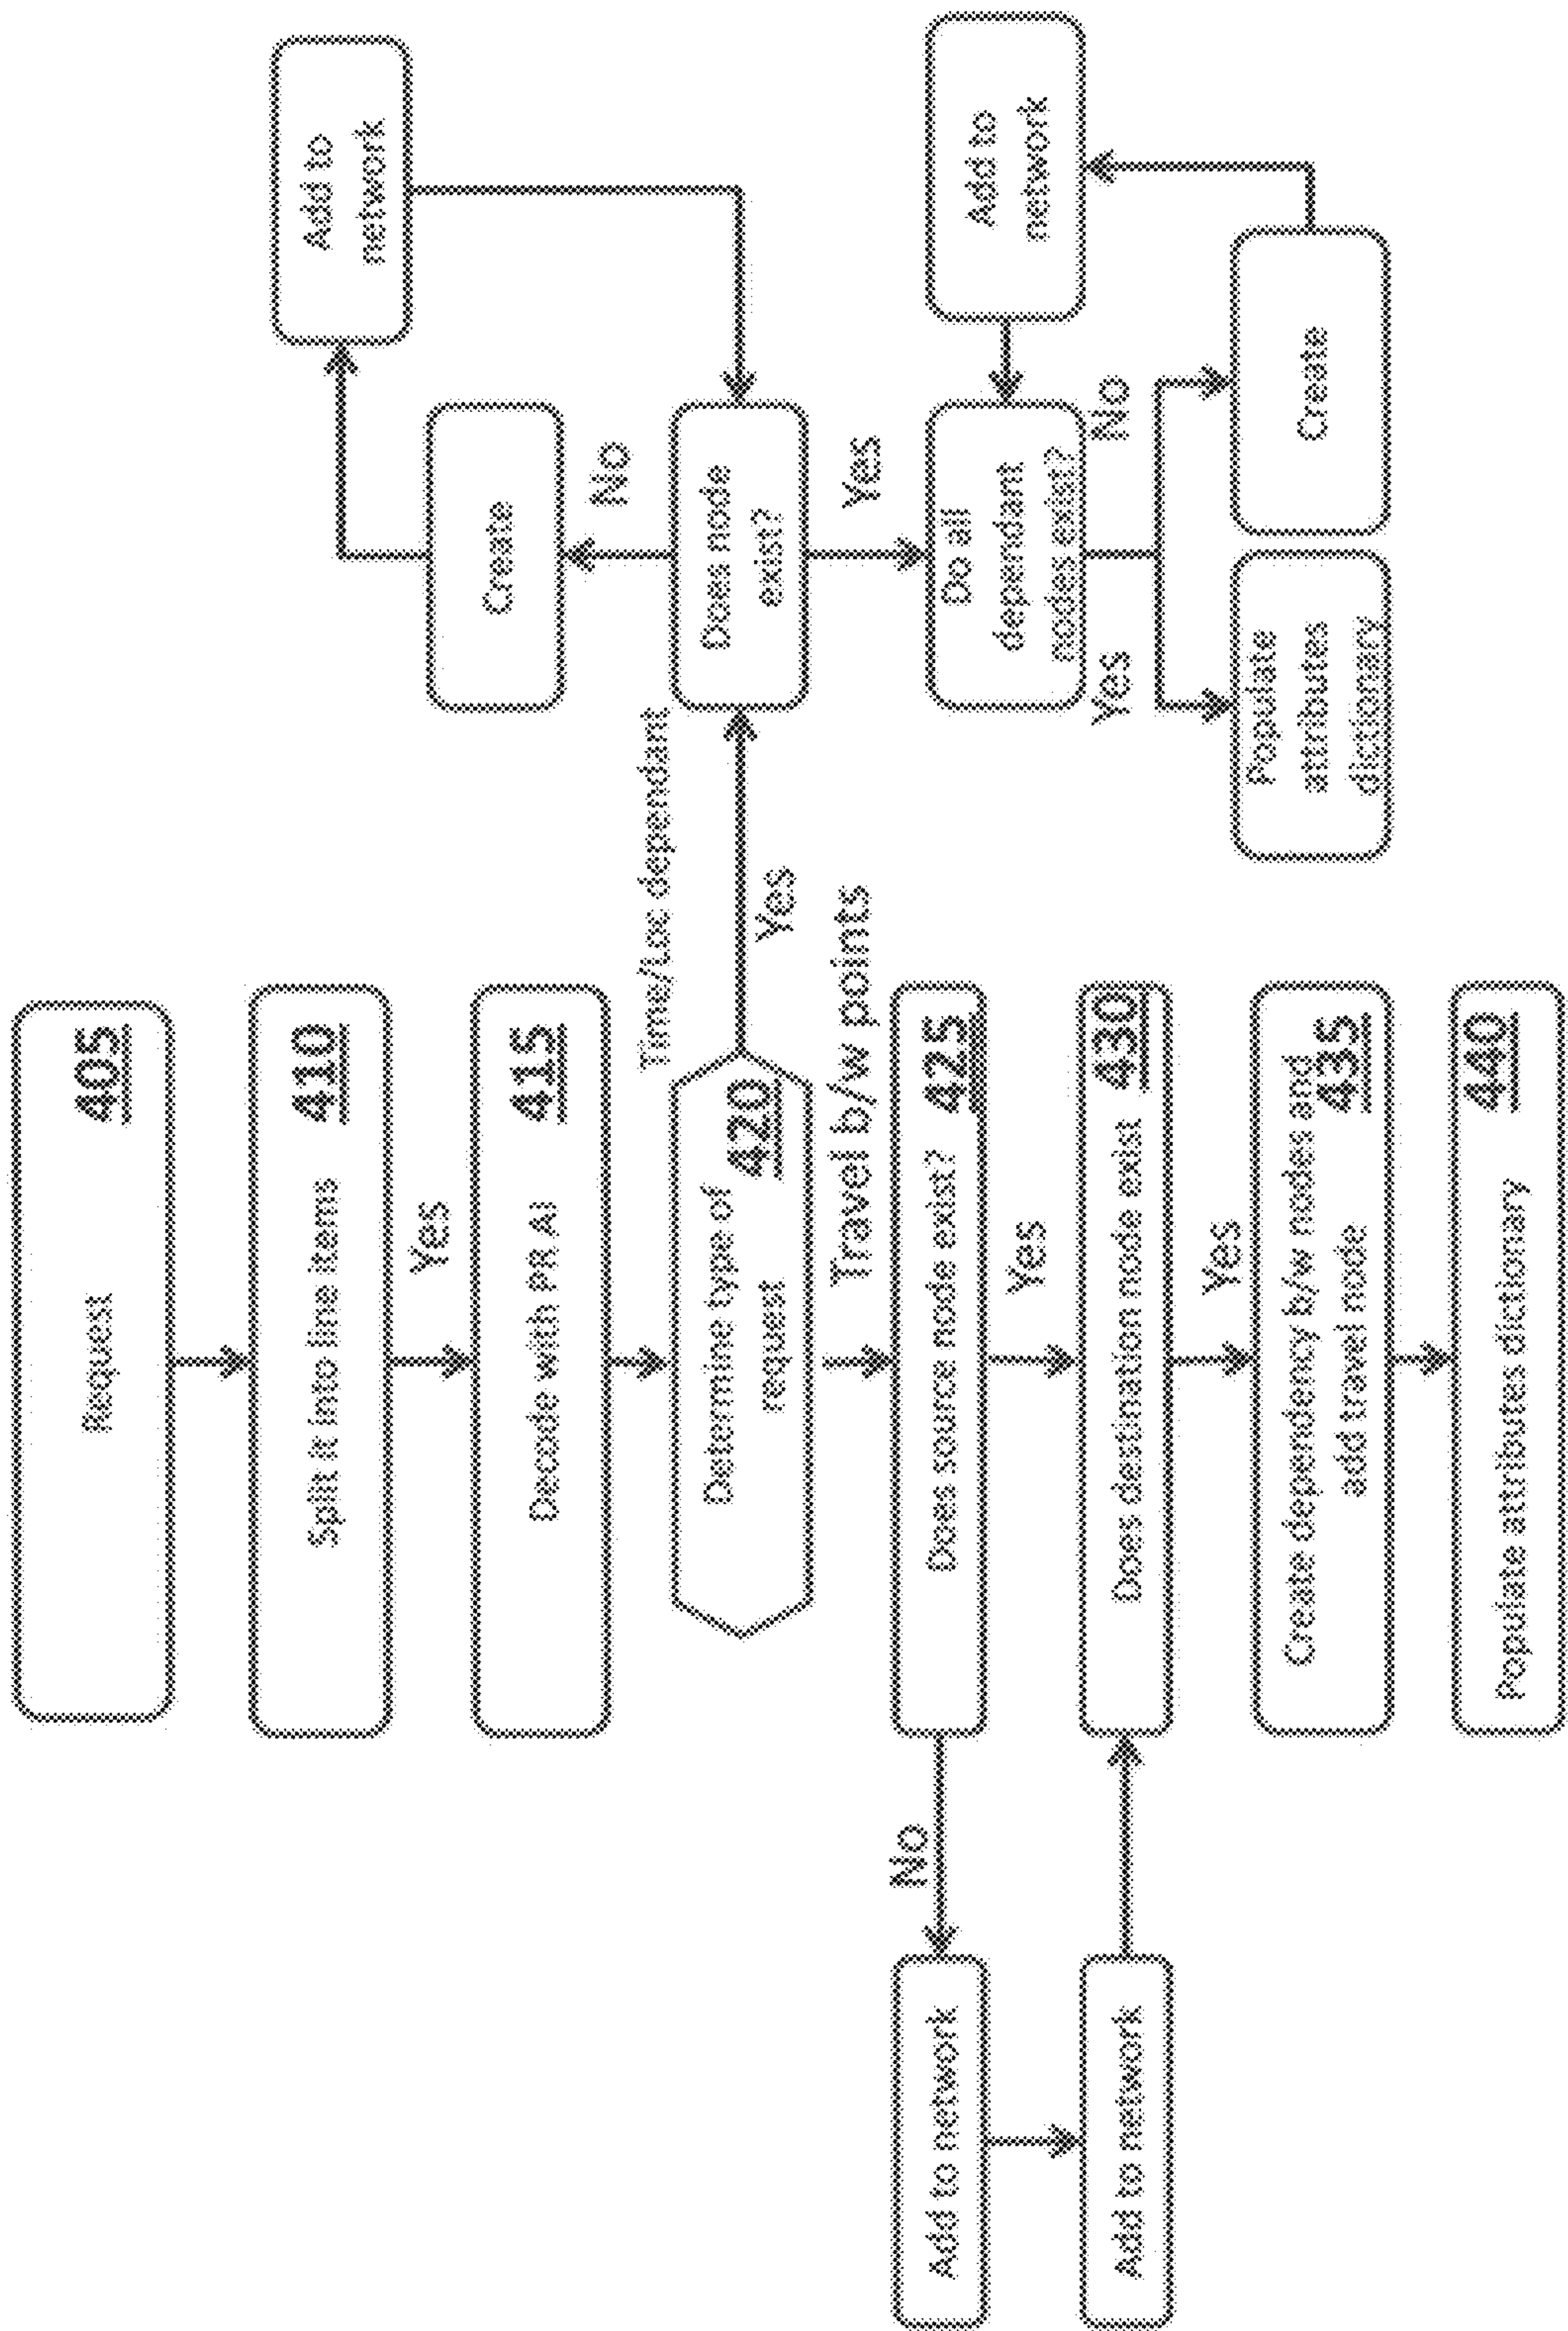 Request
405
Split it into line items
410
Yes
Decode with PR AI
415
Determine type of
request
420
Time/Loc dependant
Yes
Travel b/w points
Does source node exist?
425
No
Add to network
Add to network
Yes
Does destination node exist
430
Yes
Create dependency b/w nodes and
add travel node
435
Populate attributes dictionary
440
Does node
exist?
No
Create
Add to
network
Yes
Do all
dependant
nodes exist?
Yes
Populate
attributes
dictionary
No
Create
Add to
network